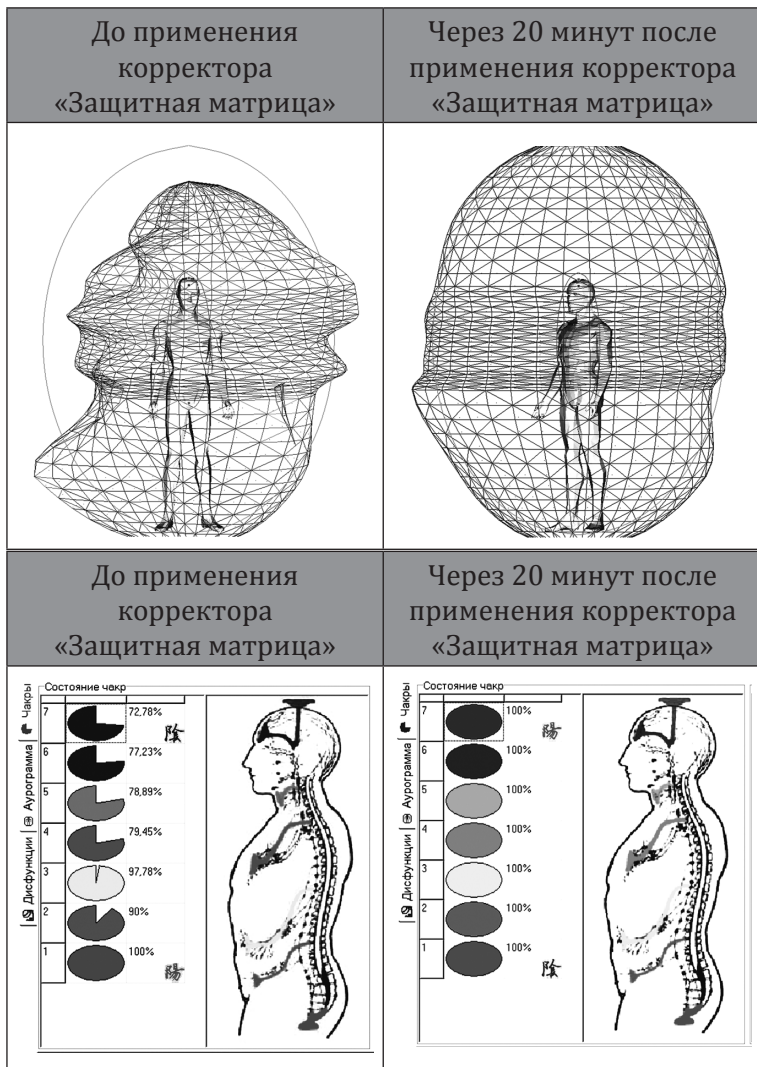 До применения
корректора
«Защитная матрица»
Через 20 минут после
применения корректора
«Защитная матрица»
До применения
корректора
«Защитная матрица»
Через 20 минут после
применения корректора
«Защитная матрица»
Состояние чакр
Дисфункции
Аурограмма
Чакры
7 72,78% 陰
6 77,23%
5 78,89%
4 79,45%
3 97,78%
2 90%
1 100% 陽
Состояние чакр
Дисфункции
Аурограмма
Чакры
7 100% 陽
6 100%
5 100%
4 100%
3 100%
2 100%
1 100% 陰